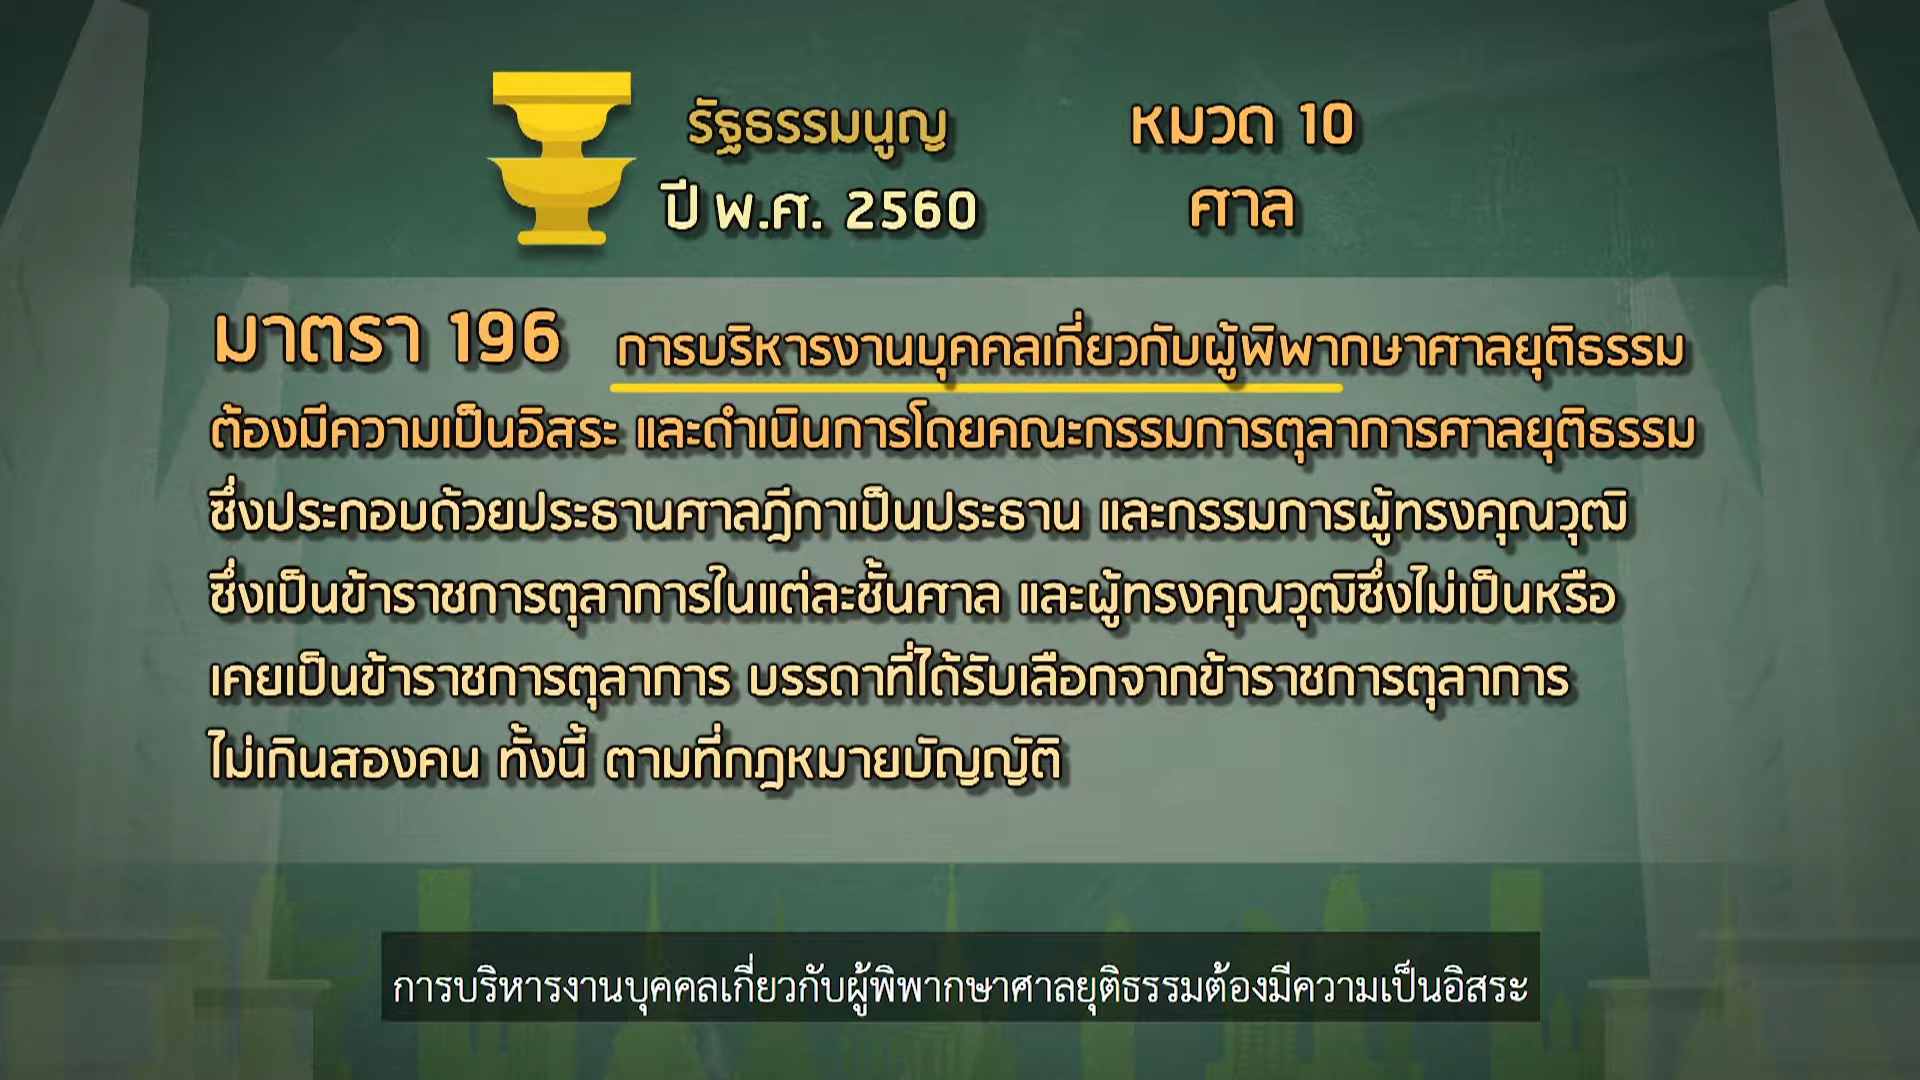 รัฐธรรมนูญ
ปี พ.ศ. 2560
หมวด 10
ศาล
มาตรา 196 การบริหารงานบุคคลเกี่ยวกับผู้พิพากษาศาลยุติธรรม
ต้องมีความเป็นอิสระ และดำเนินการโดยคณะกรรมการตุลาการศาลยุติธรรม
ซึ่งประกอบด้วยประธานศาลฎีกาเป็นประธาน และกรรมการผู้ทรงคุณวุฒิ
ซึ่งเป็นข้าราชการตุลาการในแต่ละชั้นศาล และผู้ทรงคุณวุฒิซึ่งไม่เป็นหรือ
เคยเป็นข้าราชการตุลาการ บรรดาที่ได้รับเลือกจากข้าราชการตุลาการ
ไม่เกินสองคน ทั้งนี้ ตามที่กฎหมายบัญญัติ
การบริหารงานบุคคลเกี่ยวกับผู้พิพากษาศาลยุติธรรมต้องมีความเป็นอิสระ